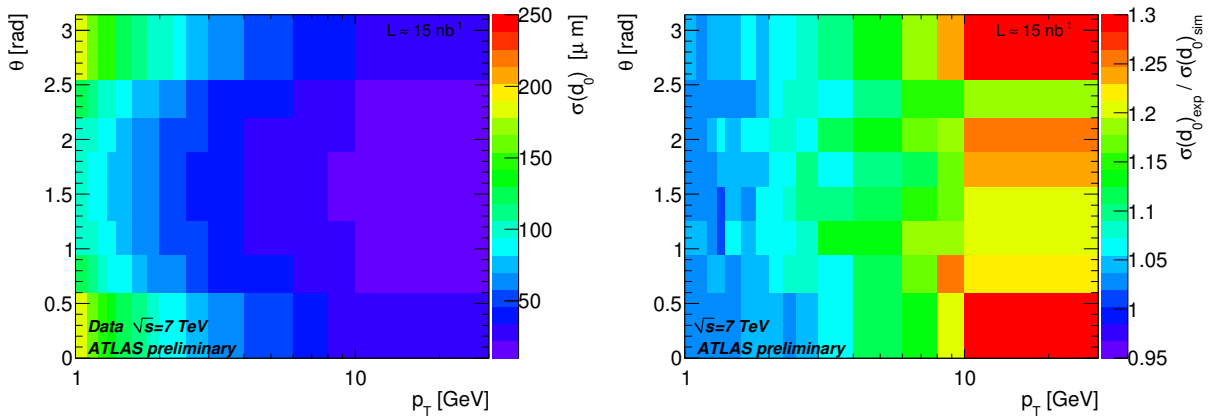 θ [rad]
3
2.5
2
1.5
1
0.5
0
1
10
p_T [GeV]
L ≈ 15 nb⁻¹
Data √s=7 TeV
ATLAS preliminary
250
200
150
100
50
σ(d₀) [μ m]
θ [rad]
3
2.5
2
1.5
1
0.5
0
1
10
p_T [GeV]
L ≈ 15 nb⁻¹
√s=7 TeV
ATLAS preliminary
1.3
1.25
1.2
1.15
1.1
1.05
1
0.95
σ(d₀)_exp / σ(d₀)_sim